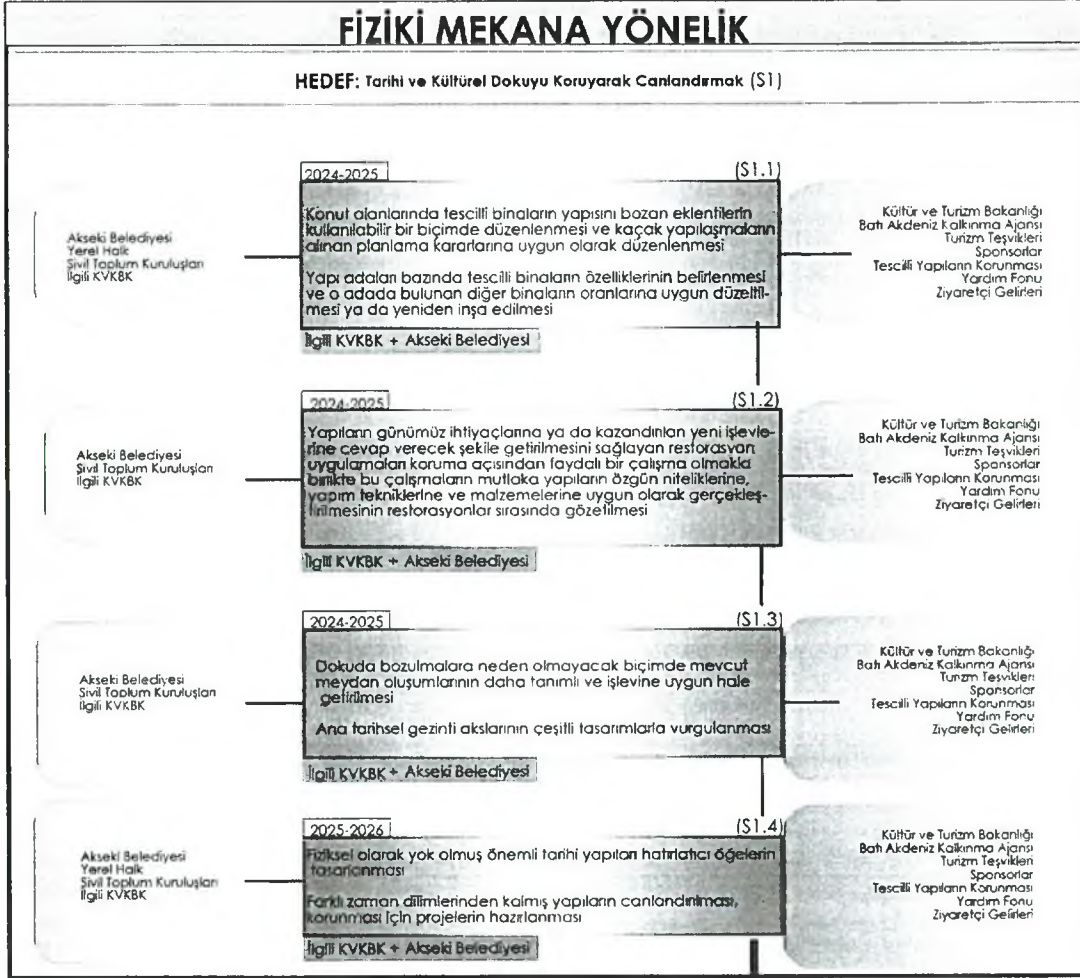 FİZİKİ MEKANA YÖNELİK
HEDEF: Tarihi ve Kültürel Dokuyu Koruyarak Canlandırmak (S1)
2024-2025
(S1.1)
Akseki Belediyesi
Yerel Halk
Sivil Toplum Kuruluşları
İlgili KVKBK
Konut alanlarında tescilli binaların yapısını bozan eklentilerin
kullanılabilir bir biçimde düzenlenmesi ve kaçak yapılaşmaların
alınan planlama kararlarına uygun olarak düzenlenmesi
Yapı adaları bazında tescilli binaların özelliklerinin belirlenmesi
ve o adada bulunan diğer binaların oranlarına uygun düzeltil-
mesi ya da yeniden inşa edilmesi
İlgili KVKBK + Akseki Belediyesi
Kültür ve Turizm Bakanlığı
Batı Akdeniz Kalkınma Ajansı
Turizm Teşvikleri
Sponsorlar
Tescilli Yapıların Korunması
Yardım Fonu
Ziyaretçi Gelirleri
2024-2025
(S1.2)
Akseki Belediyesi
Sivil Toplum Kuruluşları
İlgili KVKBK
Yapıların günümüz ihtiyaçlarına ya da kazandırılan yeni işlevle-
rine cevap verecek şekile getirilmesini sağlayan restorasyon
uygulamaları koruma açısından faydalı bir çalışma olmakla
birlikte bu çalışmaların mutlaka yapıların özgün niteliklerine,
yapım tekniklerine ve malzemelerine uygun olarak gerçekleş-
tirilmesinin restorasyonlar sırasında gözetilmesi
İlgili KVKBK + Akseki Belediyesi
Kültür ve Turizm Bakanlığı
Batı Akdeniz Kalkınma Ajansı
Turizm Teşvikleri
Sponsorlar
Tescilli Yapıların Korunması
Yardım Fonu
Ziyaretçi Gelirleri
2024-2025
(S1.3)
Akseki Belediyesi
Sivil Toplum Kuruluşları
İlgili KVKBK
Dokuda bozulmalara neden olmayacak biçimde mevcut
meydan oluşumlarının daha tanımlı ve işlevine uygun hale
getirilmesi
Ana tarihsel gezinti akslarının çeşitli tasarımlarla vurgulanması
İlgili KVKBK + Akseki Belediyesi
Kültür ve Turizm Bakanlığı
Batı Akdeniz Kalkınma Ajansı
Turizm Teşvikleri
Sponsorlar
Tescilli Yapıların Korunması
Yardım Fonu
Ziyaretçi Gelirleri
2025-2026
(S1.4)
Akseki Belediyesi
Yerel Halk
Sivil Toplum Kuruluşları
İlgili KVKBK
Fiziksel olarak yok olmuş önemli tarihi yapıları hatırlatıcı öğelerin
tasarlanması
Farklı zaman dilimlerinden kalmış yapıların canlandırılması,
korunması için projelerin hazırlanması
İlgili KVKBK + Akseki Belediyesi
Kültür ve Turizm Bakanlığı
Batı Akdeniz Kalkınma Ajansı
Turizm Teşvikleri
Sponsorlar
Tescilli Yapıların Korunması
Yardım Fonu
Ziyaretçi Gelirleri